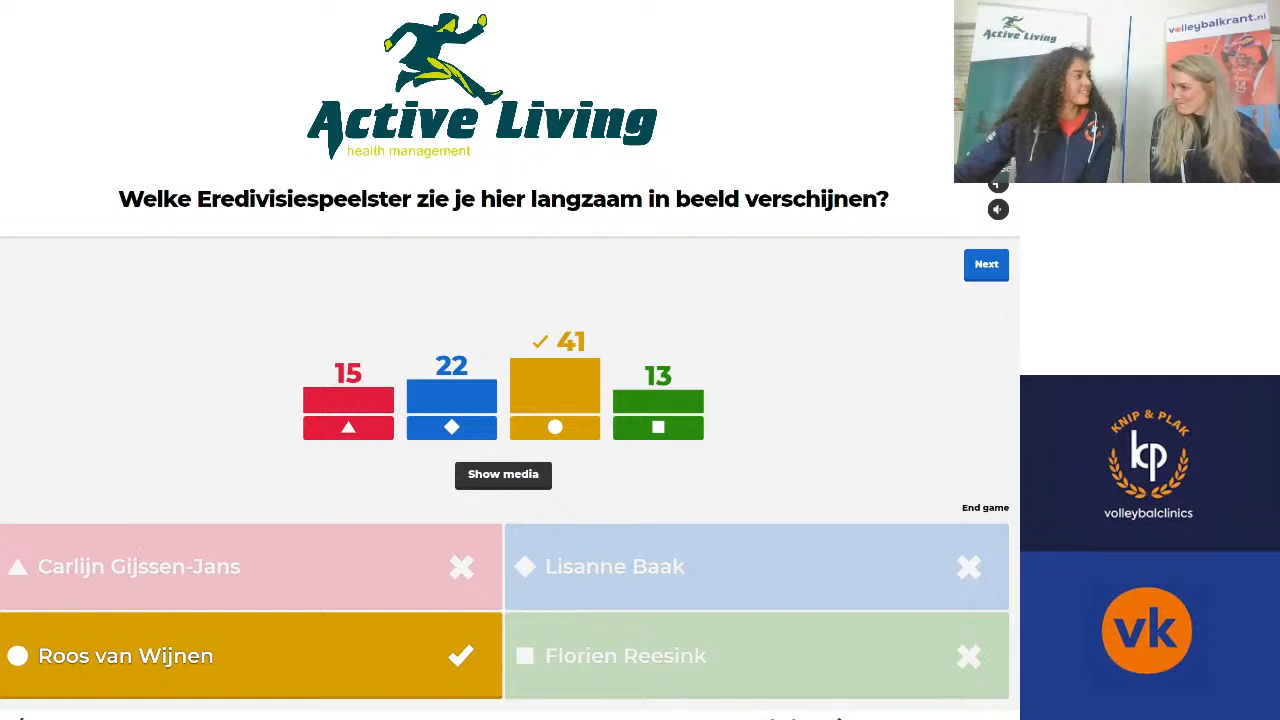 Active Living
health management
Active Living
volleybalkrant.nl
Welke Eredivisiespeelster zie je hier langzaam in beeld verschijnen?
Next
15
22
41
13
Show media
End game
Carlijn Gijssen-Jans
Lisanne Baak
Roos van Wijnen
Florien Reesink
KNIP & PLAK
kp
volleybalclinics
vk